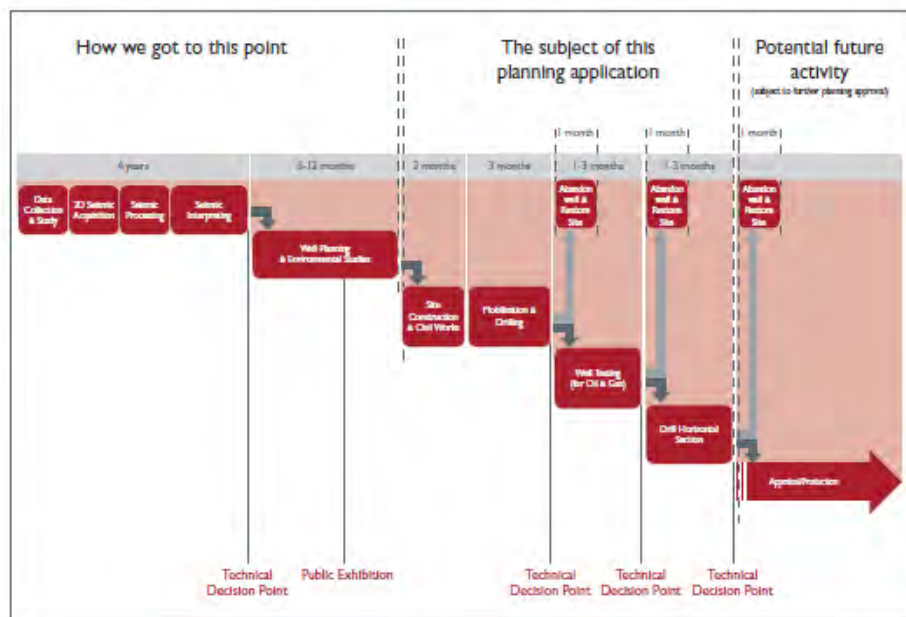 How we got to this point
The subject of this
planning application
Potential future
activity
(subject to further planning approval)
1 month
1 month
1 month
4 years
6-12 months
2 months
3 months
1-3 months
1-3 months
Data
Collection
& Study
2D Seismic
Acquisition
Seismic
Processing
Seismic
Interpreting
Abandon
well &
Restore
Site
Abandon
well &
Restore
Site
Abandon
well &
Restore
Site
Well Planning
& Environmental Studies
Site
Construction
& Civil Works
Mobilisation &
Drilling
Well Testing
(for Oil & Gas)
Drill Horizontal
Section
Appraisal/Production
Technical
Decision Point
Public Exhibition
Technical
Decision Point
Technical
Decision Point
Technical
Decision Point